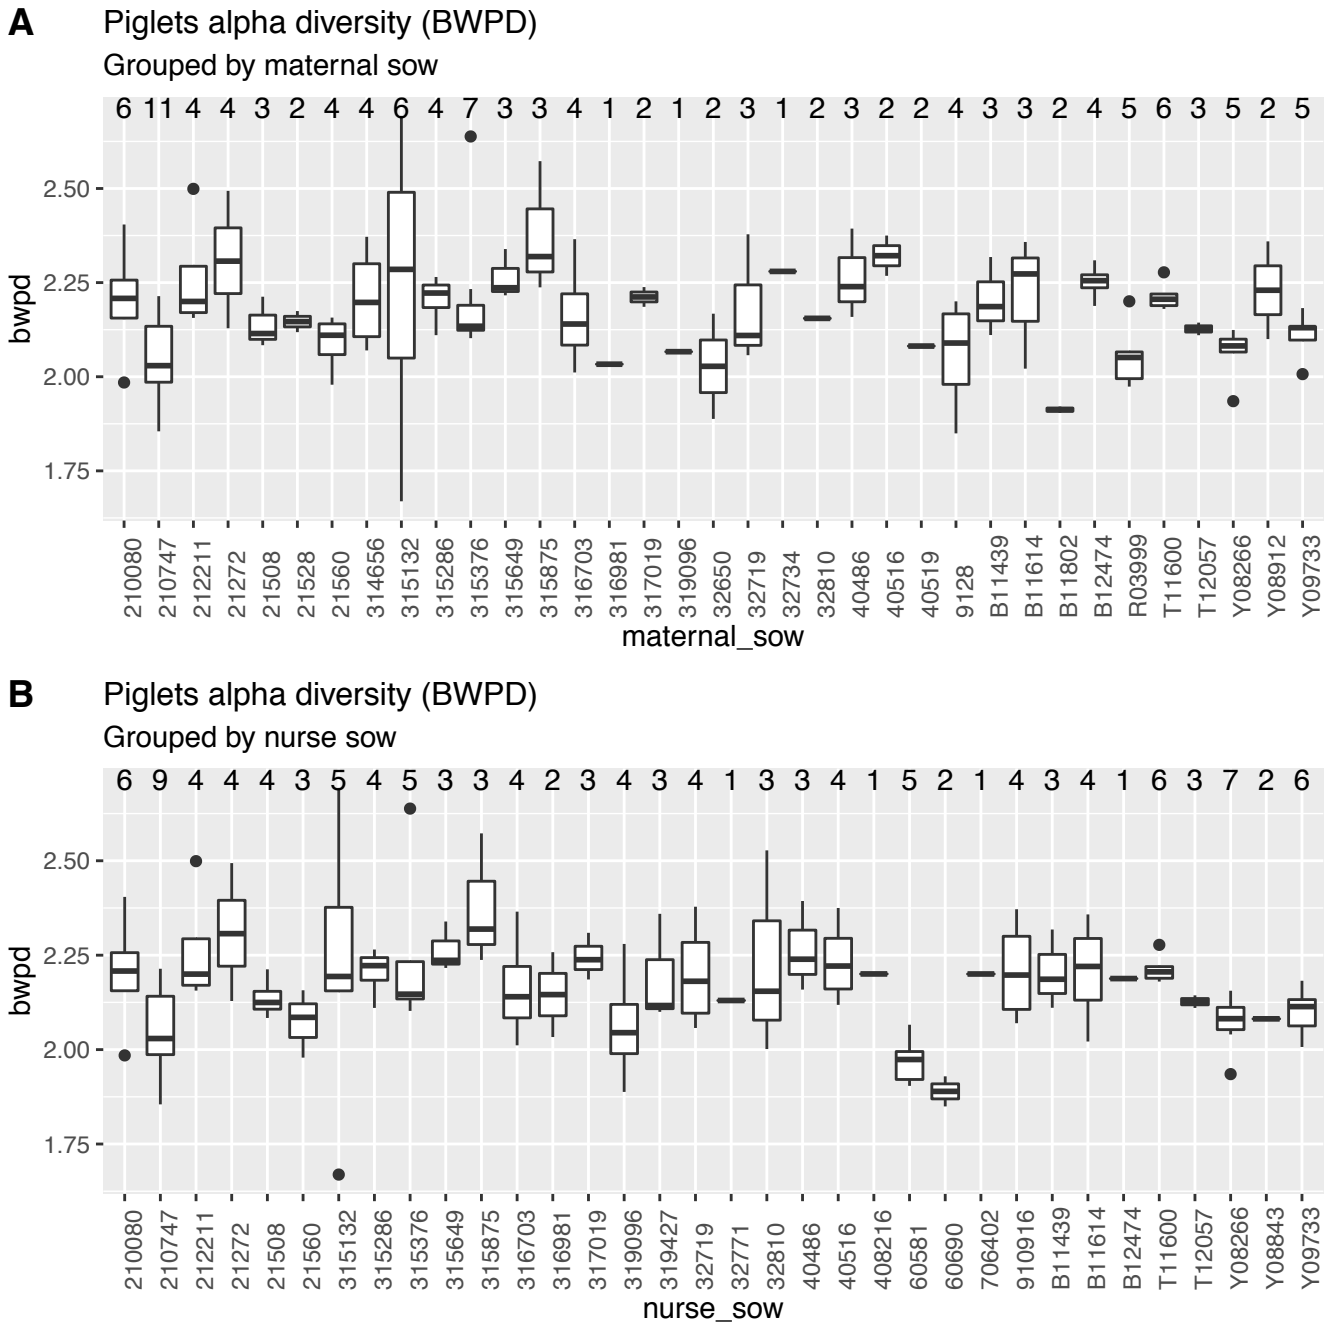 A Piglets alpha diversity (BWPD)
Grouped by maternal sow
6 11 4 4 3 2 4 4 6 4 7 3 3 4 1 2 1 2 3 1 2 3 2 2 4 3 3 2 4 5 6 3 5 2 5
2.50
2.25
2.00
1.75
bwpd
210080 210747 212211 21272 21508 21528 21560 314656 315132 315286 315376 315649 315875 316703 316981 317019 319096 32650 32719 32734 32810 40486 40516 40519 9128 B11439 B11614 B11802 B12474 R03999 T11600 T12057 Y08266 Y08912 Y09733
maternal_sow
B Piglets alpha diversity (BWPD)
Grouped by nurse sow
6 9 4 4 4 3 5 4 5 3 3 4 2 3 4 3 4 1 3 3 4 1 5 2 1 4 3 4 1 6 3 7 2 6
2.50
2.25
2.00
1.75
bwpd
210080 210747 212211 21272 21508 21560 315132 315286 315376 315649 315875 316703 316981 317019 319096 319427 32719 32771 32810 40486 40516 408216 60581 60690 706402 910916 B11439 B11614 B12474 T11600 T12057 Y08266 Y08843 Y09733
nurse_sow